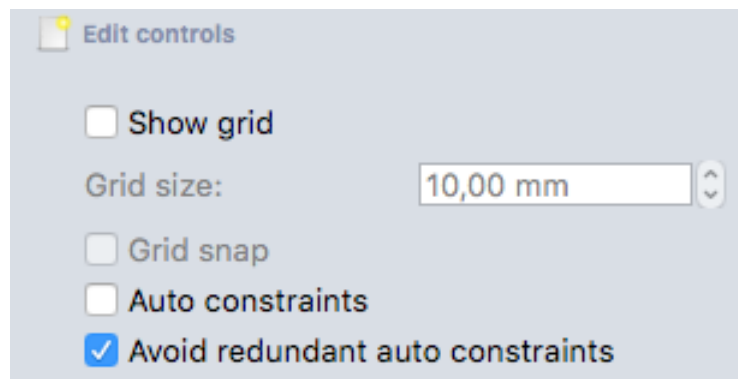 Edit controls
Show grid
Grid size: 10,00 mm
Grid snap
Auto constraints
Avoid redundant auto constraints